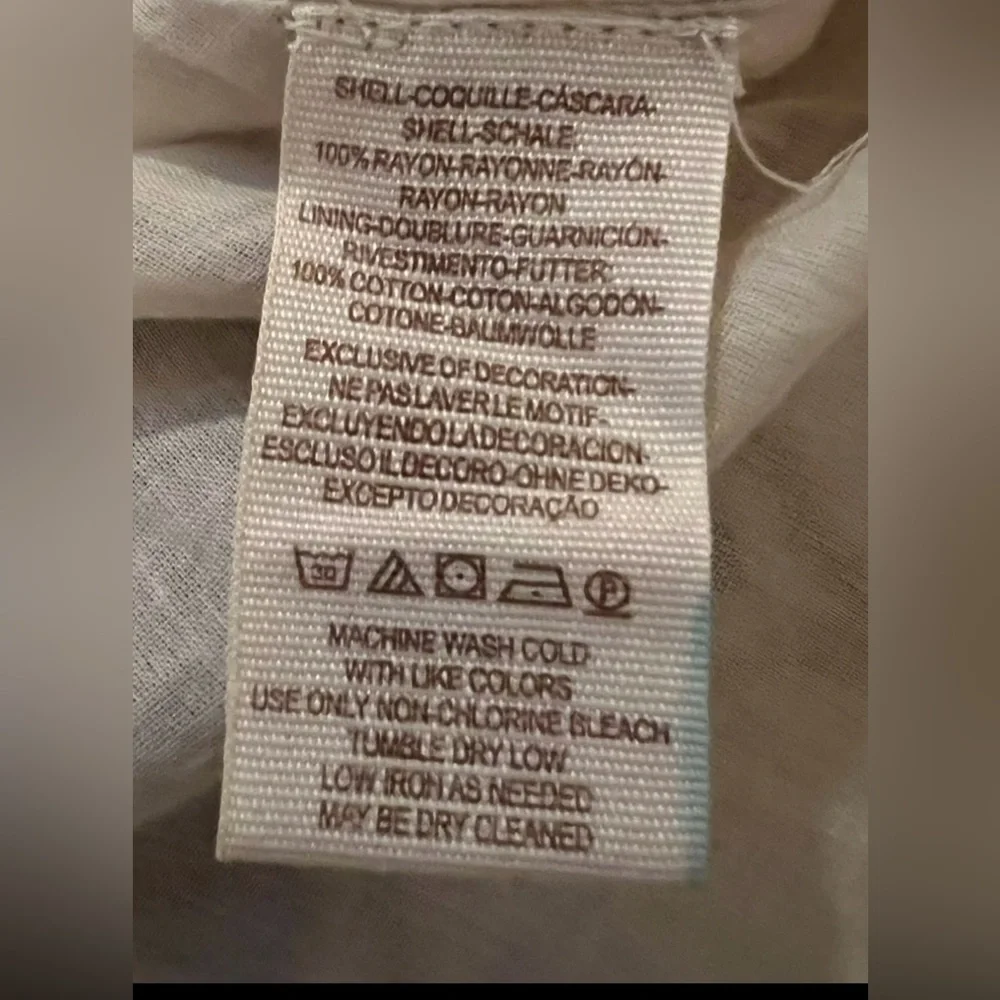 SHELL-COQUILLE-CÁSCARA-
SHELL-SCHALE
100% RAYON-RAYONNE-RAYÓN-
RAYON-RAYON
LINING-DOUBLURE-GUARNICIÓN-
RIVESTIMENTO-FUTTER
100% COTTON-COTON-ALGODÓN-
COTONE-BAUMWOLLE
EXCLUSIVE OF DECORATION-
NE PAS LAVER LE MOTIF-
EXCLUYENDO LA DECORACION-
ESCLUSO IL DECORO-OHNE DEKO-
EXCEPTO DECORAÇÃO
30 P
MACHINE WASH COLD
WITH LIKE COLORS
USE ONLY NON-CHLORINE BLEACH
TUMBLE DRY LOW
LOW IRON AS NEEDED
MAY BE DRY CLEANED